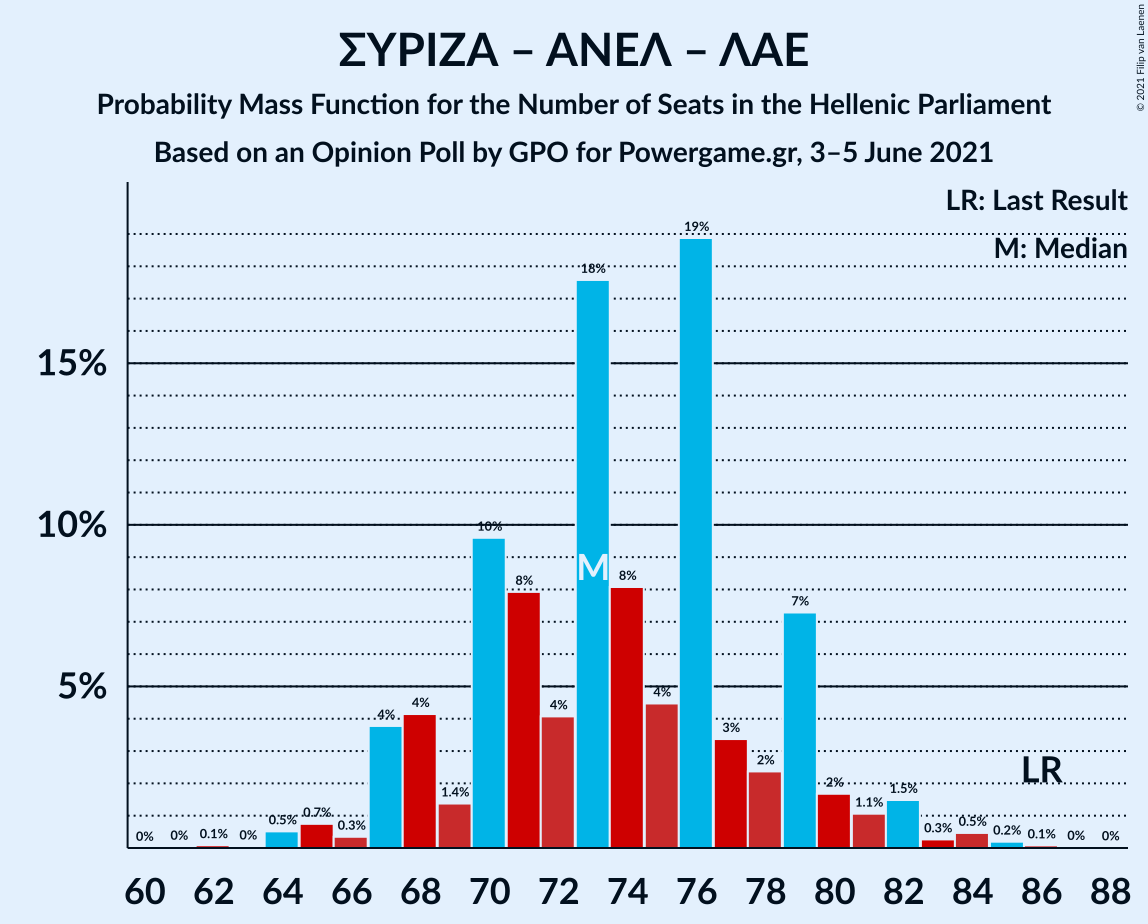 ΣΥΡΙΖΑ – ΑΝΕΛ – ΛΑΕ
Probability Mass Function for the Number of Seats in the Hellenic Parliament
Based on an Opinion Poll by GPO for Powergame.gr, 3–5 June 2021
© 2021 Filip van Laenen
LR: Last Result
M: Median
15%
10%
5%
0% 0% 0.1% 0% 0.5% 0.7% 0.3% 4% 4% 1.4% 10% 8% 4% 18% 8% 4% 19% 3% 2% 7% 2% 1.1% 1.5% 0.3% 0.5% 0.2% 0.1% 0% 0%
M
LR
60 62 64 66 68 70 72 74 76 78 80 82 84 86 88